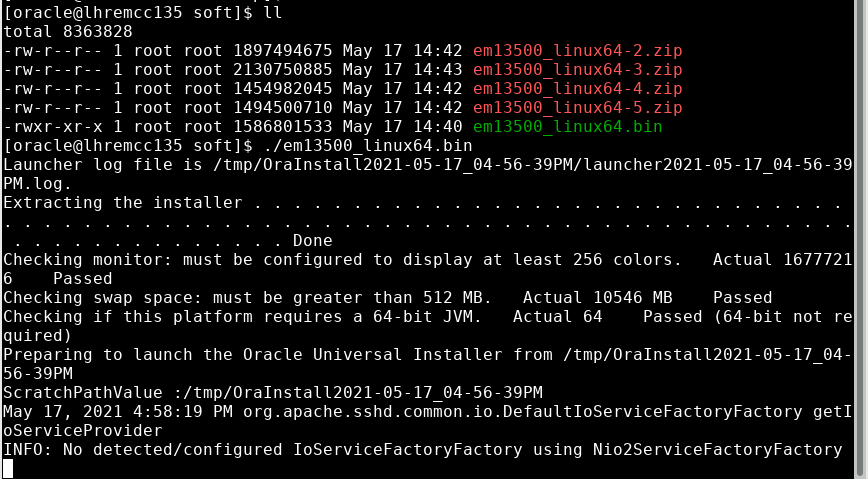 [oracle@lhremcc135 soft]$ ll
total 8363828
-rw-r--r-- 1 root root 1897494675 May 17 14:42 em13500_linux64-2.zip
-rw-r--r-- 1 root root 2130750885 May 17 14:43 em13500_linux64-3.zip
-rw-r--r-- 1 root root 1454982045 May 17 14:42 em13500_linux64-4.zip
-rw-r--r-- 1 root root 1494500710 May 17 14:42 em13500_linux64-5.zip
-rwxr-xr-x 1 root root 1586801533 May 17 14:40 em13500_linux64.bin
[oracle@lhremcc135 soft]$ ./em13500_linux64.bin
Launcher log file is /tmp/OraInstall2021-05-17_04-56-39PM/launcher2021-05-17_04-56-39
PM.log.
Extracting the installer . . . . . . . . . . . . . . . . . . . . . . . . . . . . . .
. . . . . . . . . . . . . . . . . . . . . . . . . . . . . . . . . . . . . . . . . . .
 . . . . . . . . . . . . . . Done
Checking monitor: must be configured to display at least 256 colors.   Actual 1677721
6    Passed
Checking swap space: must be greater than 512 MB.   Actual 10546 MB    Passed
Checking if this platform requires a 64-bit JVM.   Actual 64    Passed (64-bit not re
quired)
Preparing to launch the Oracle Universal Installer from /tmp/OraInstall2021-05-17_04-
56-39PM
ScratchPathValue :/tmp/OraInstall2021-05-17_04-56-39PM
May 17, 2021 4:58:19 PM org.apache.sshd.common.io.DefaultIoServiceFactoryFactory getI
oServiceProvider
INFO: No detected/configured IoServiceFactoryFactory using Nio2ServiceFactoryFactory